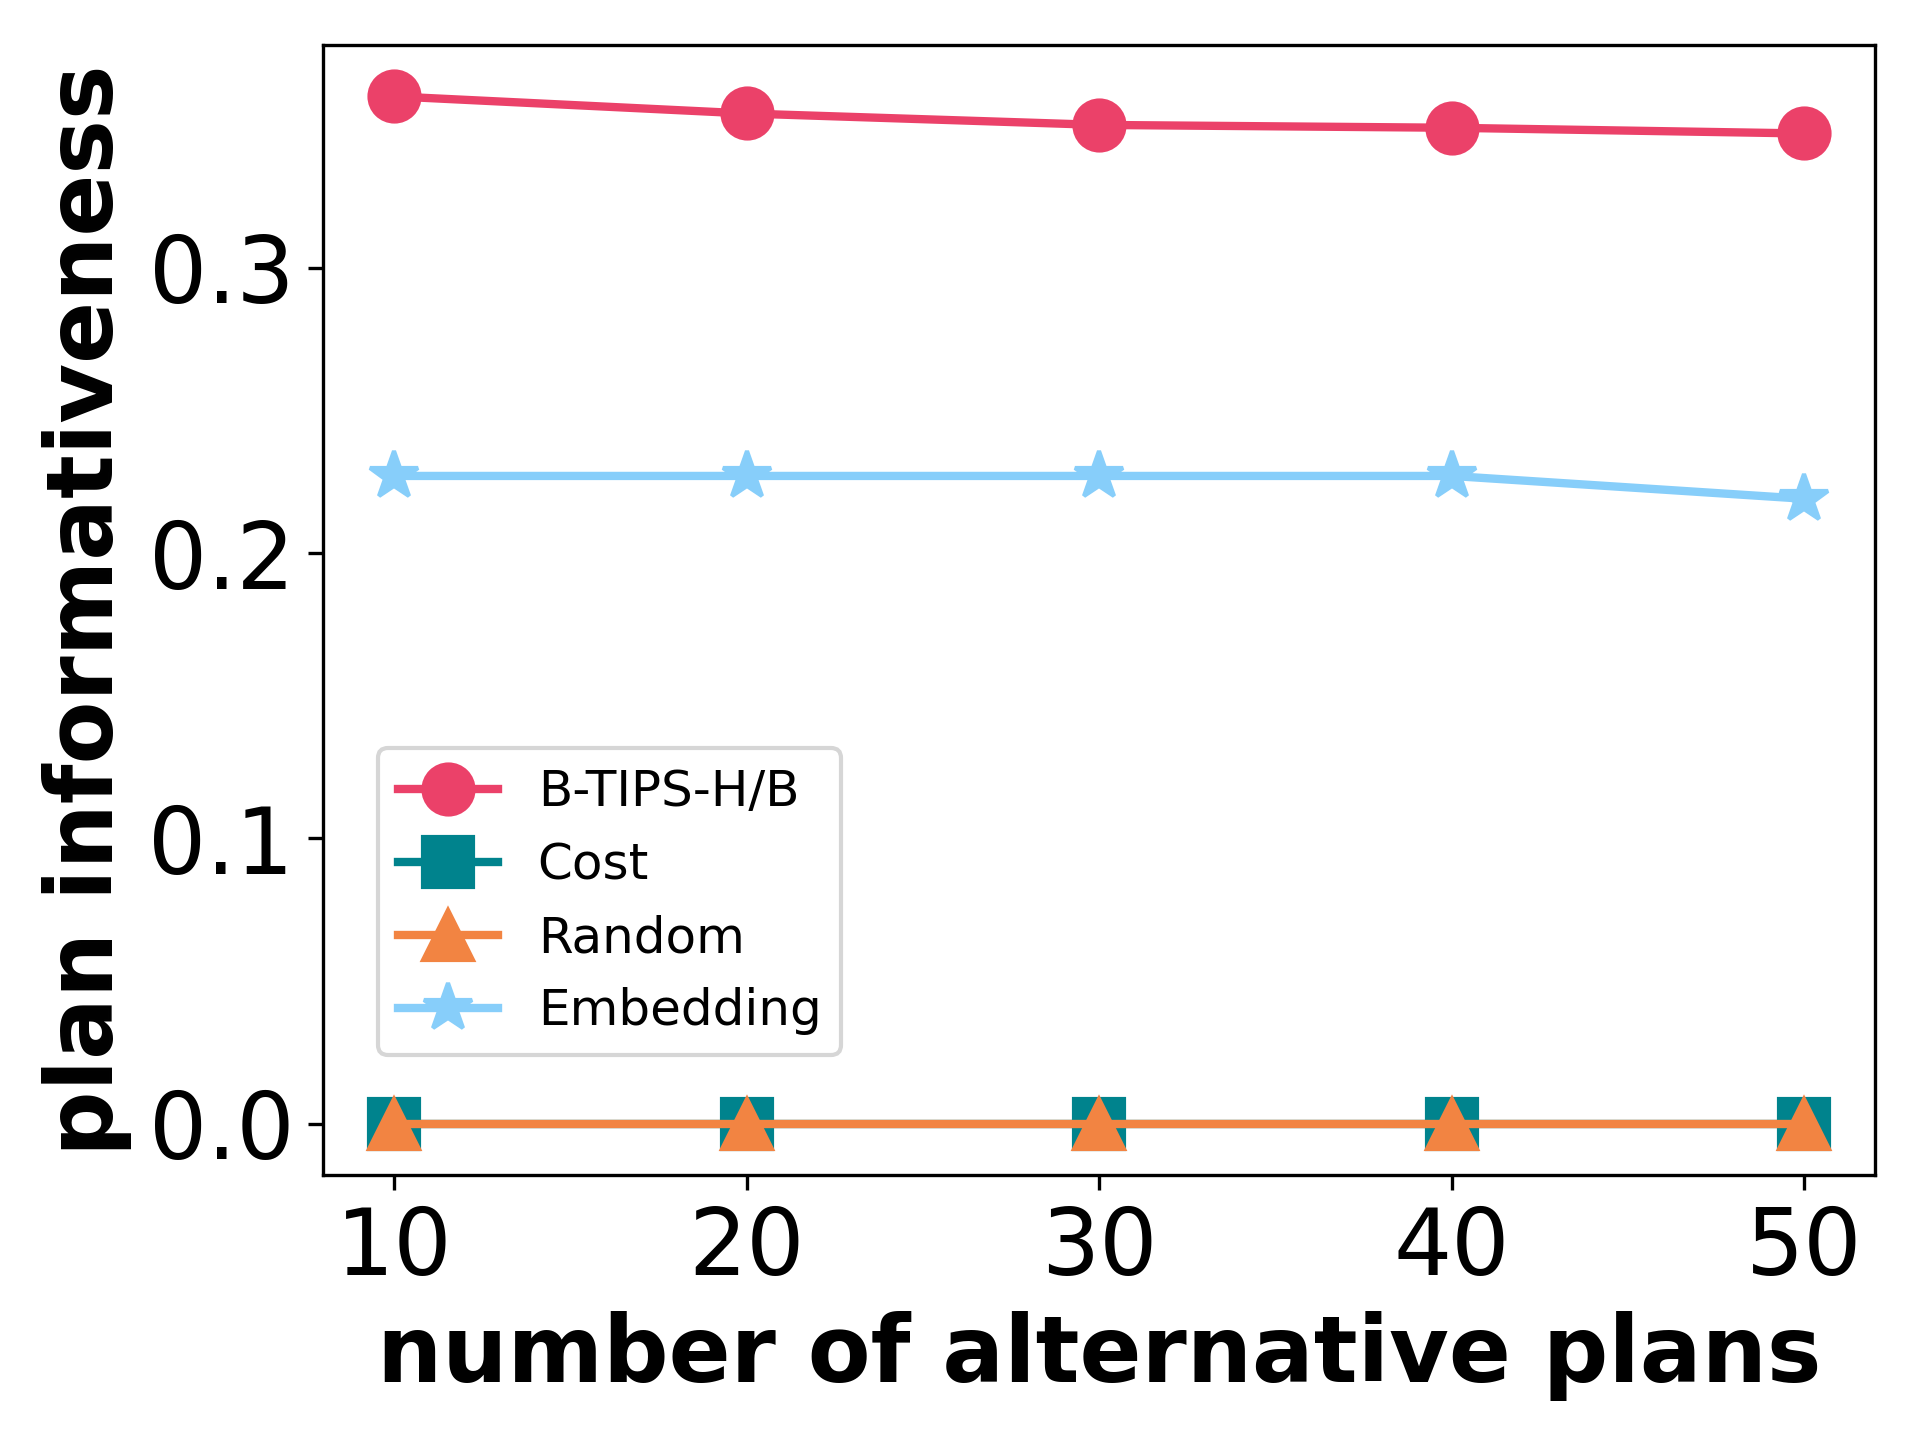 plan informativeness
0.3
0.2
0.1
0.0
B-TIPS-H/B
Cost
Random
Embedding
10 20 30 40 50
number of alternative plans